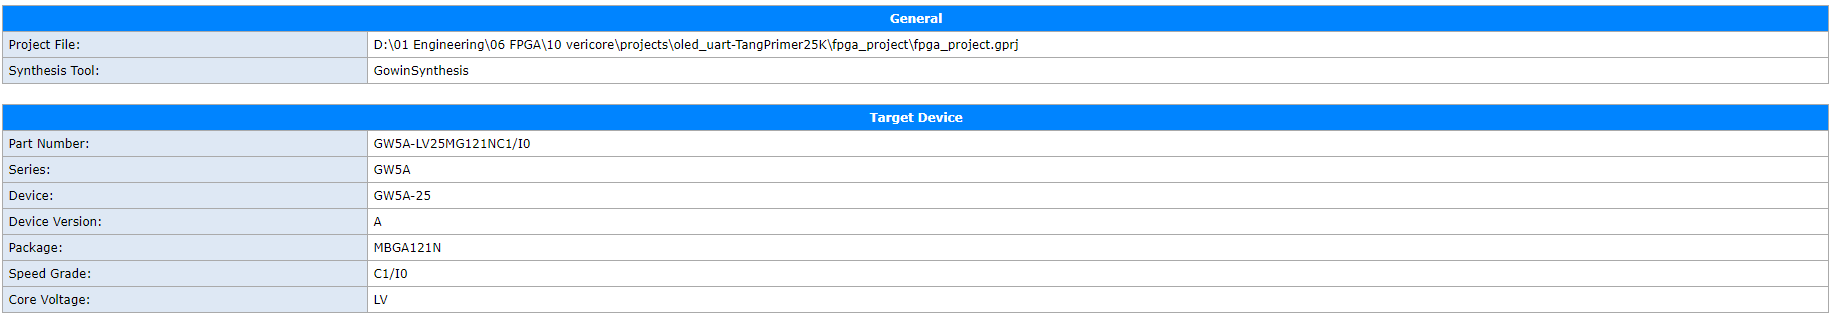 General
Project File: D:\01 Engineering\06 FPGA\10 vericore\projects\oled_uart-TangPrimer25K\fpga_project\fpga_project.gprj
Synthesis Tool: GowinSynthesis
Target Device
Part Number: GW5A-LV25MG121NC1/I0
Series: GW5A
Device: GW5A-25
Device Version: A
Package: MBGA121N
Speed Grade: C1/I0
Core Voltage: LV